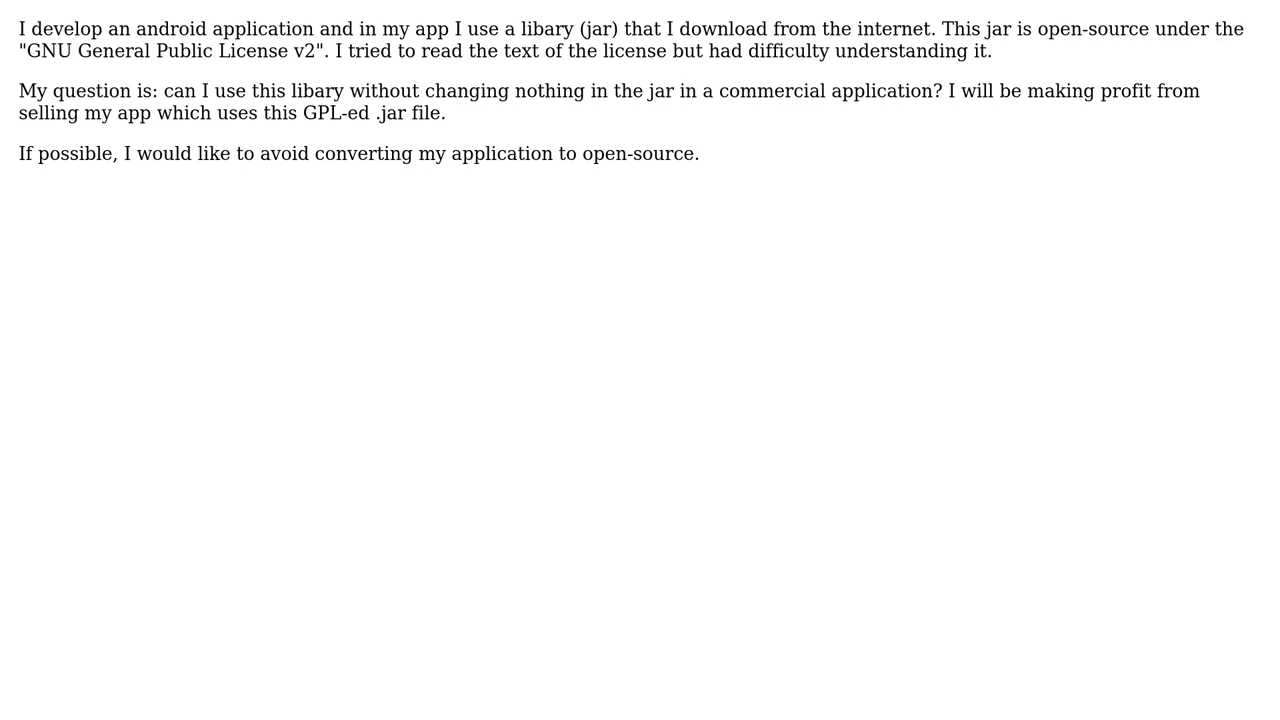 I develop an android application and in my app I use a libary (jar) that I download from the internet. This jar is open-source under the
"GNU General Public License v2". I tried to read the text of the license but had difficulty understanding it.
My question is: can I use this libary without changing nothing in the jar in a commercial application? I will be making profit from
selling my app which uses this GPL-ed .jar file.
If possible, I would like to avoid converting my application to open-source.